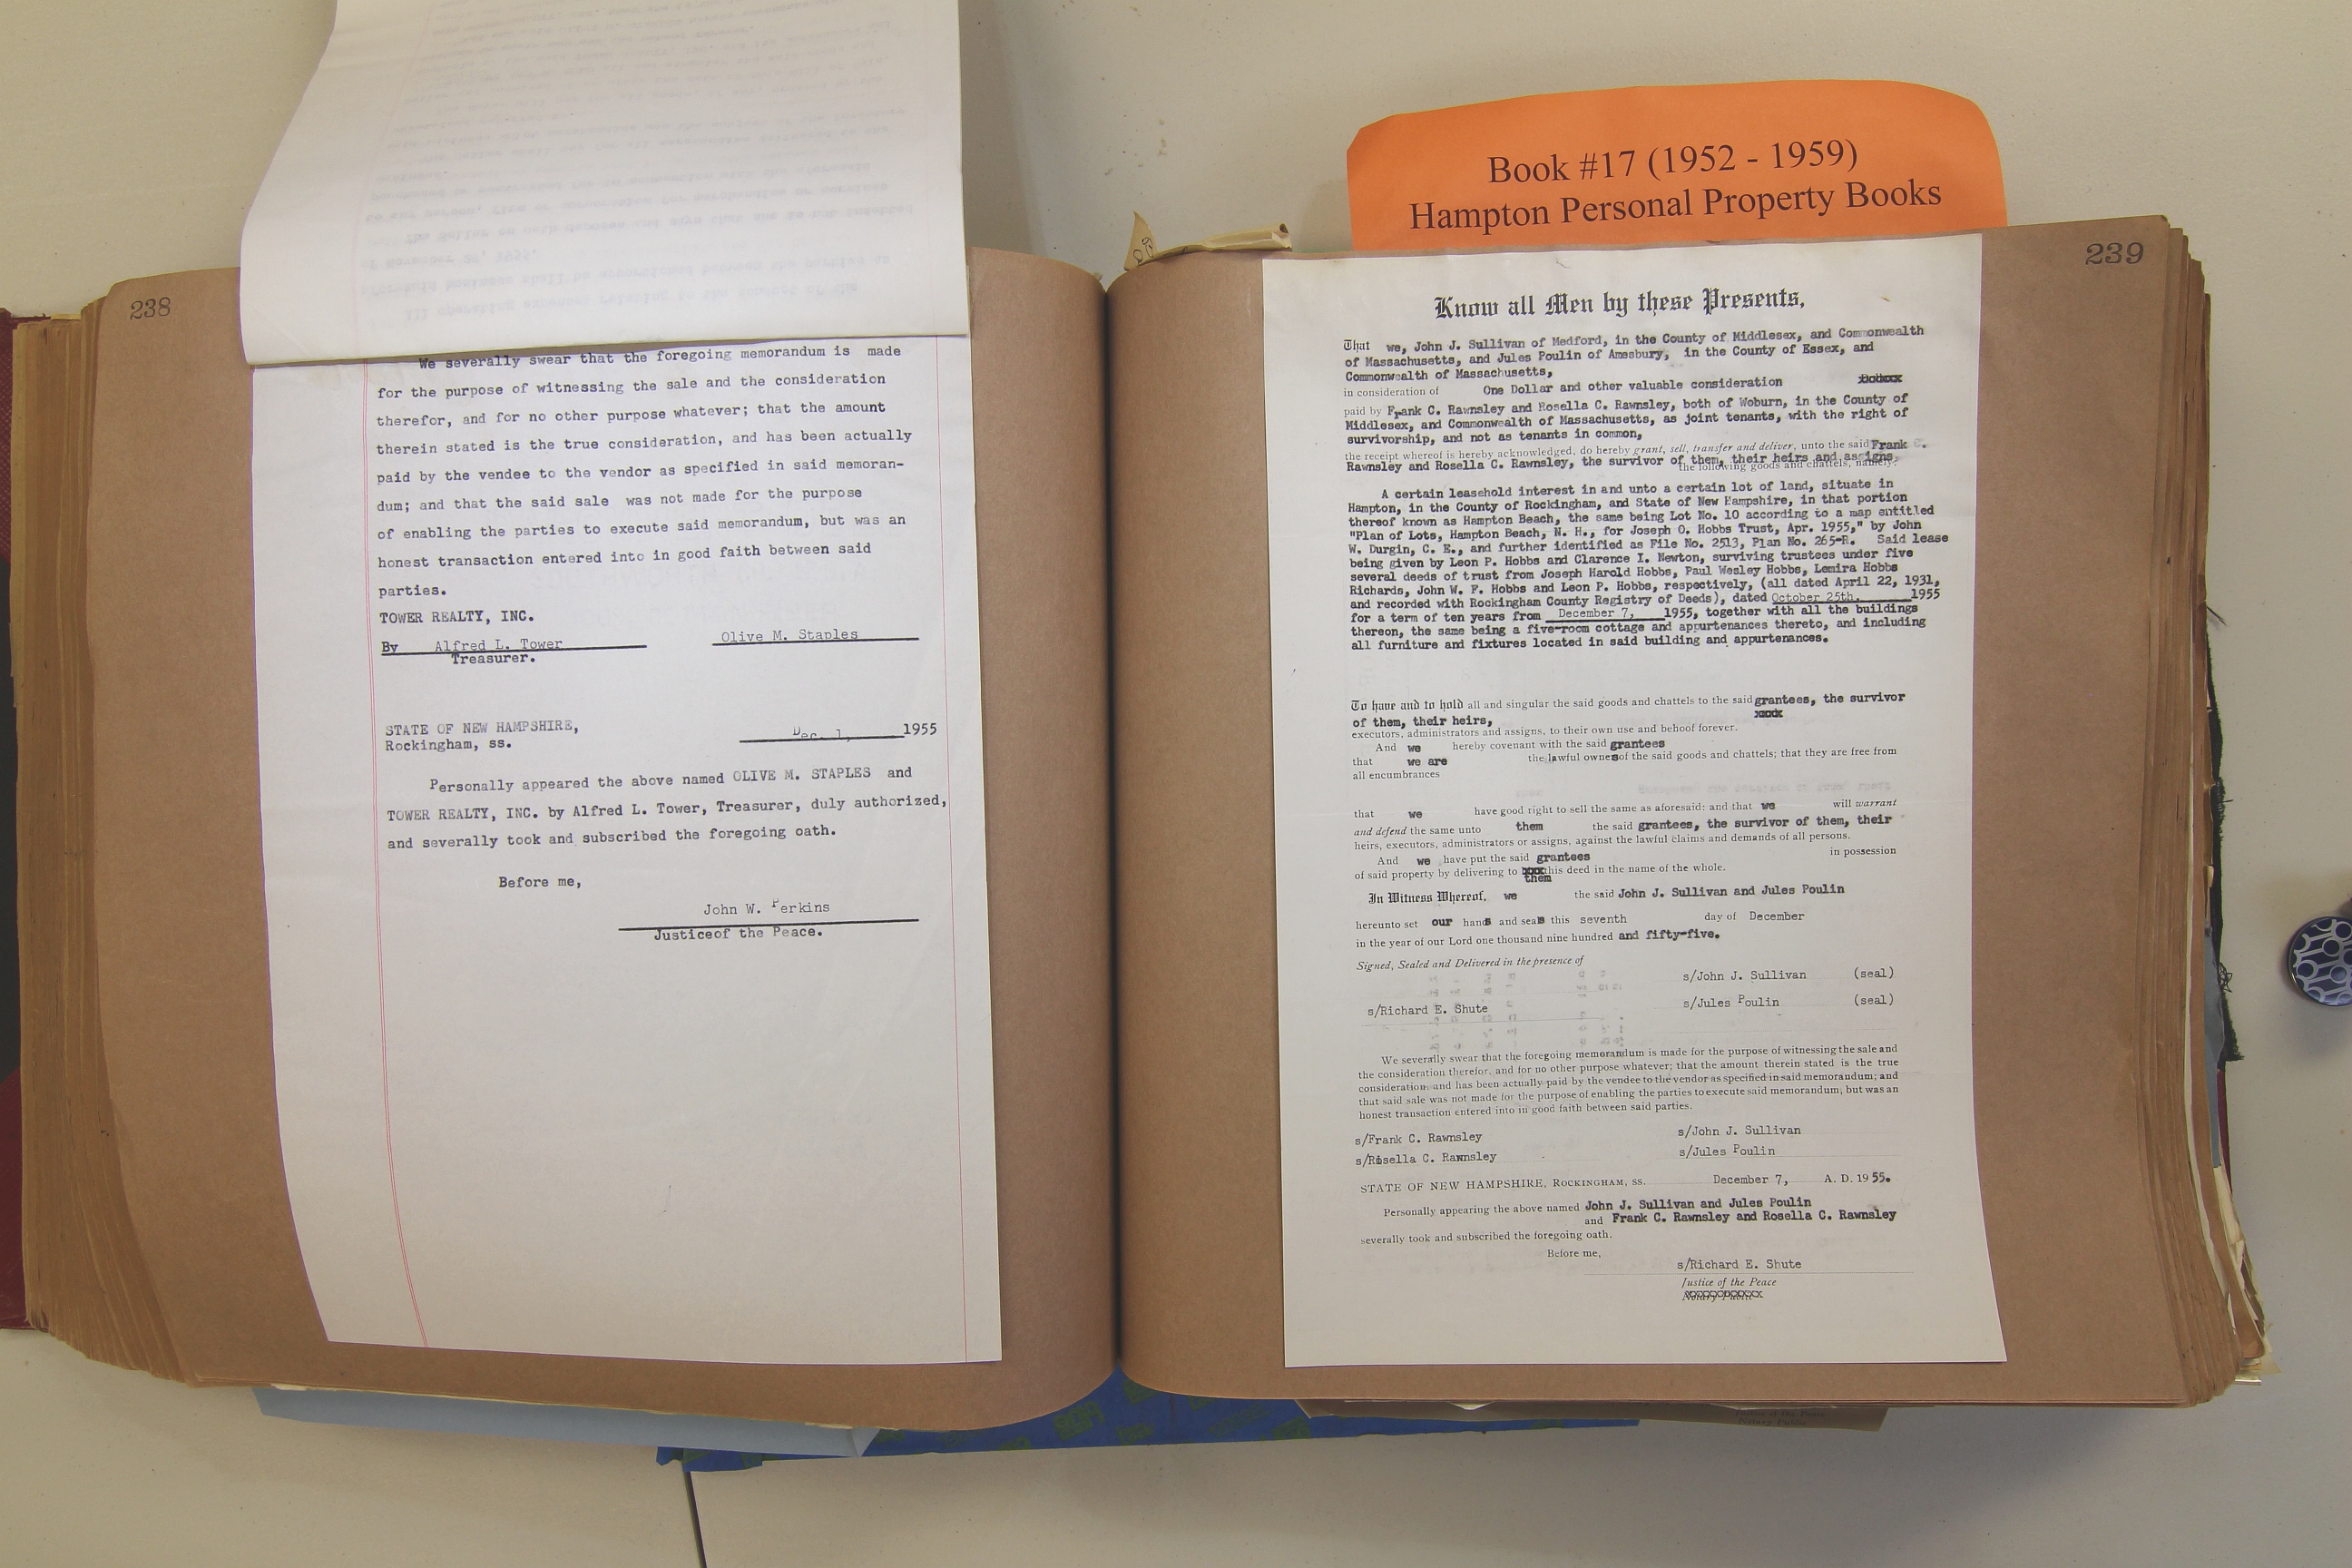 Book #17 (1952 - 1959)
Hampton Personal Property Books
238
We severally swear that the foregoing memorandum is made
for the purpose of witnessing the sale and the consideration
therefor, and for no other purpose whatever; that the amount
therein stated is the true consideration, and has been actually
paid by the vendee to the vendor as specified in said memoran-
dum; and that the said sale was not made for the purpose
of enabling the parties to execute said memorandum, but was an
honest transaction entered into in good faith between said
parties.
TOWER REALTY, INC.
By Alfred L. Tower Olive M. Staples
Treasurer.
STATE OF NEW HAMPSHIRE,
Rockingham, ss. Dec. 1, 1955
Personally appeared the above named OLIVE M. STAPLES and
TOWER REALTY, INC. by Alfred L. Tower, Treasurer, duly authorized,
and severally took and subscribed the foregoing oath.
Before me,
John W. Perkins
Justiceof the Peace.
239
Know all Men by these Presents,
That we, John J. Sullivan of Medford, in the County of Middlesex, and Commonwealth
of Massachusetts, and Jules Poulin of Amesbury, in the County of Essex, and
Commonwealth of Massachusetts,
in consideration of One Dollar and other valuable consideration
paid by Frank C. Rawnsley and Rosella C. Rawnsley, both of Woburn, in the County of
Middlesex, and Commonwealth of Massachusetts, as joint tenants, with the right of
survivorship, and not as tenants in common,
the receipt whereof is hereby acknowledged, do hereby grant, sell, transfer and deliver, unto the said Frank C.
Rawnsley and Rosella C. Rawnsley, the survivor of them, their heirs and assigns,
the following goods and chattels, namely:
A certain leasehold interest in and unto a certain lot of land, situate in
Hampton, in the County of Rockingham, and State of New Hampshire, in that portion
thereof known as Hampton Beach, the same being Lot No. 10 according to a map entitled
"Plan of Lots, Hampton Beach, N. H., for Joseph O. Hobbs Trust, Apr. 1955," by John
W. Durgin, C. E., and further identified as File No. 2513, Plan No. 265-R. Said lease
being given by Leon P. Hobbs and Clarence I. Newton, surviving trustees under five
several deeds of trust from Joseph Harold Hobbs, Paul Wesley Hobbs, Lemira Hobbs
Richards, John W. F. Hobbs and Leon P. Hobbs, respectively, (all dated April 22, 1931,
and recorded with Rockingham County Registry of Deeds), dated October 25th. 1955
for a term of ten years from December 7, 1955, together with all the buildings
thereon, the same being a five-room cottage and appurtenances thereto, and including
all furniture and fixtures located in said building and appurtenances.
To have and to hold all and singular the said goods and chattels to the said grantees, the survivor
of them, their heirs,
executors, administrators and assigns, to their own use and behoof forever.
And we hereby covenant with the said grantees
that we are the lawful owners of the said goods and chattels; that they are free from
all encumbrances
that we have good right to sell the same as aforesaid: and that we will warrant
and defend the same unto them the said grantees, the survivor of them, their
heirs, executors, administrators or assigns, against the lawful claims and demands of all persons.
And we have put the said grantees in possession
of said property by delivering to them this deed in the name of the whole.
In Witness Whereof, we the said John J. Sullivan and Jules Poulin
hereunto set our hands and seals this seventh day of December
in the year of our Lord one thousand nine hundred and fifty-five.
Signed, Sealed and Delivered in the presence of
s/John J. Sullivan (seal)
s/Richard E. Shute s/Jules Poulin (seal)
We severally swear that the foregoing memorandum is made for the purpose of witnessing the sale and
the consideration therefor, and for no other purpose whatever; that the amount therein stated is the true
consideration, and has been actually paid by the vendee to the vendor as specified in said memorandum; and
that said sale was not made for the purpose of enabling the parties to execute said memorandum, but was an
honest transaction entered into in good faith between said parties.
s/Frank C. Rawnsley s/John J. Sullivan
s/Rosella C. Rawnsley s/Jules Poulin
STATE OF NEW HAMPSHIRE, ROCKINGHAM, SS. December 7, A. D. 1955.
Personally appearing the above named John J. Sullivan and Jules Poulin
and Frank C. Rawnsley and Rosella C. Rawnsley
severally took and subscribed the foregoing oath.
Before me,
s/Richard E. Shute
Justice of the Peace
Notary Public